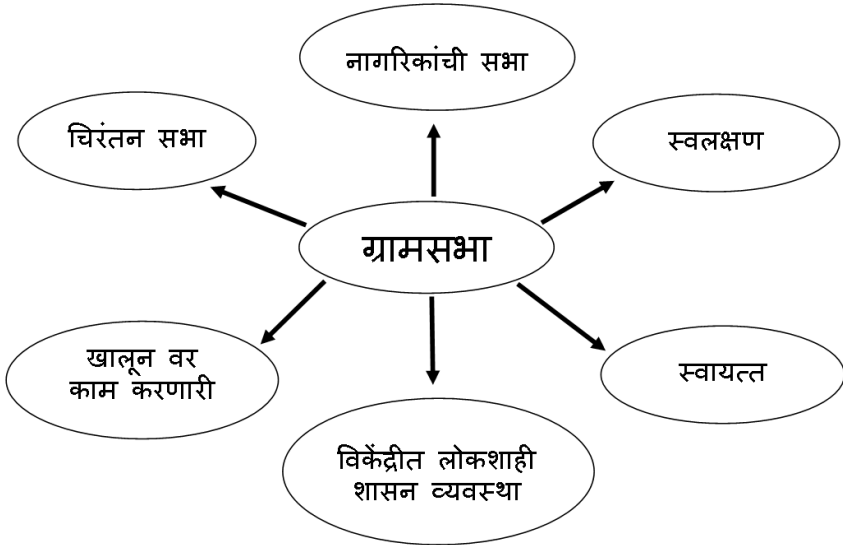 नागरिकांची सभा
चिरंतन सभा
स्वलक्षण
ग्रामसभा
खालून वर
काम करणारी
स्वायत्त
विकेंद्रीत लोकशाही
शासन व्यवस्था